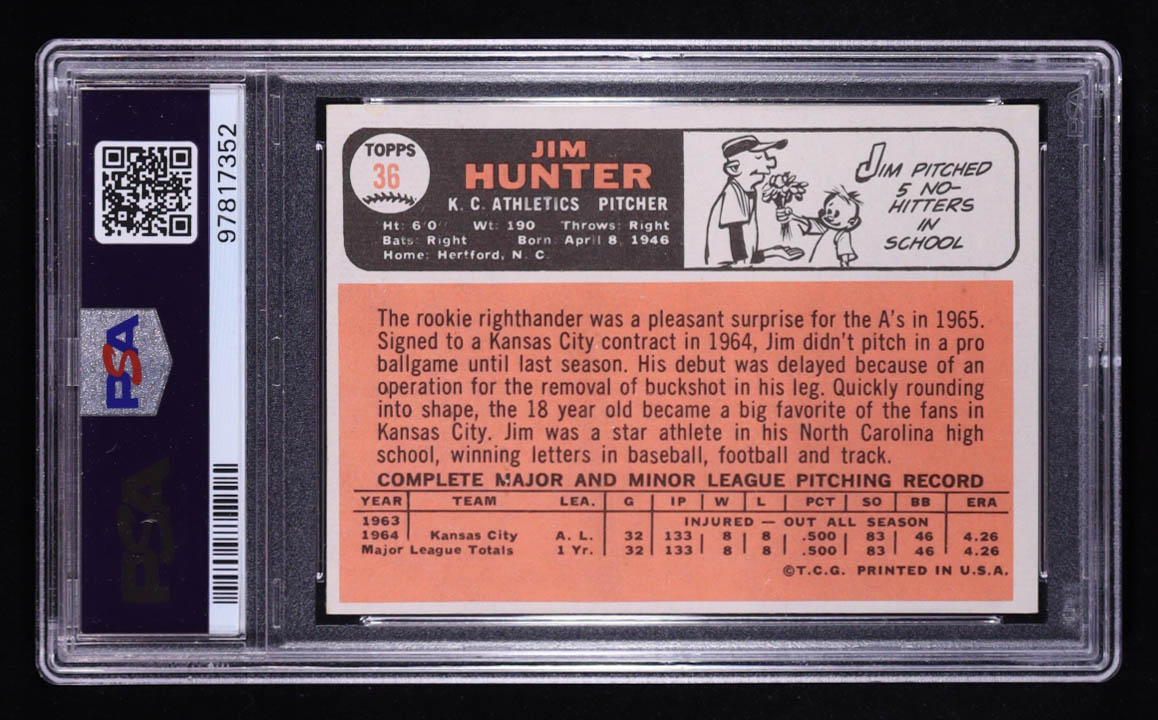 97817352
PSA
PSA
TOPPS
36
JIM
HUNTER
K. C. ATHLETICS PITCHER
Ht: 6'0" Wt: 190 Throws: Right
Bats: Right Born: April 8, 1946
Home: Hertford, N. C.
JIM PITCHED
5 NO-
HITTERS
IN
SCHOOL
The rookie righthander was a pleasant surprise for the A's in 1965.
Signed to a Kansas City contract in 1964, Jim didn't pitch in a pro
ballgame until last season. His debut was delayed because of an
operation for the removal of buckshot in his leg. Quickly rounding
into shape, the 18 year old became a big favorite of the fans in
Kansas City. Jim was a star athlete in his North Carolina high
school, winning letters in baseball, football and track.
COMPLETE MAJOR AND MINOR LEAGUE PITCHING RECORD
YEAR TEAM LEA. G IP W L PCT SO BB ERA
1963 INJURED — OUT ALL SEASON
1964 Kansas City A. L. 32 133 8 8 .500 83 46 4.26
Major League Totals 1 Yr. 32 133 8 8 .500 83 46 4.26
©T.C.G. PRINTED IN U.S.A.
PSA